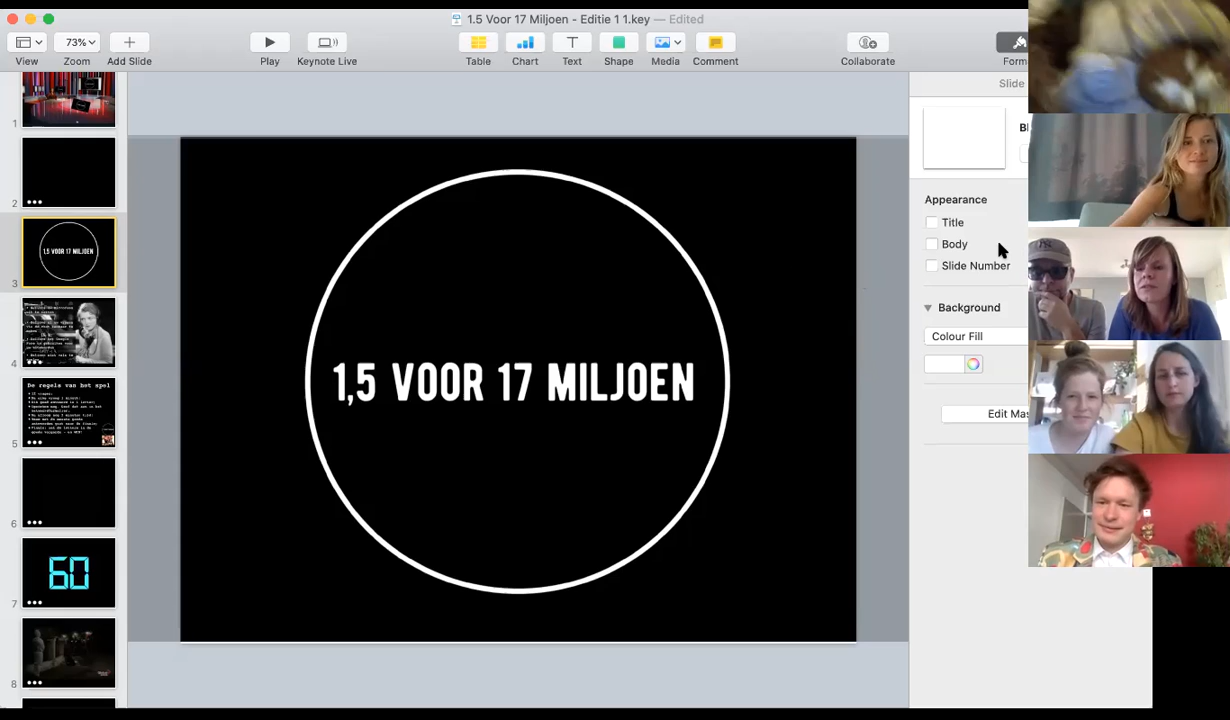 1.5 Voor 17 Miljoen - Editie 1 1.key — Edited
View
73%
Zoom
Add Slide
Play
Keynote Live
Table
Chart
Text
Shape
Media
Comment
Collaborate
Form
Slide
1
2
1,5 VOOR 17 MILJOEN
3
4
De regels van het spel
5
6
60
7
8
1,5 VOOR 17 MILJOEN
Bl
Appearance
Title
Body
Slide Number
Background
Colour Fill
Edit Mas